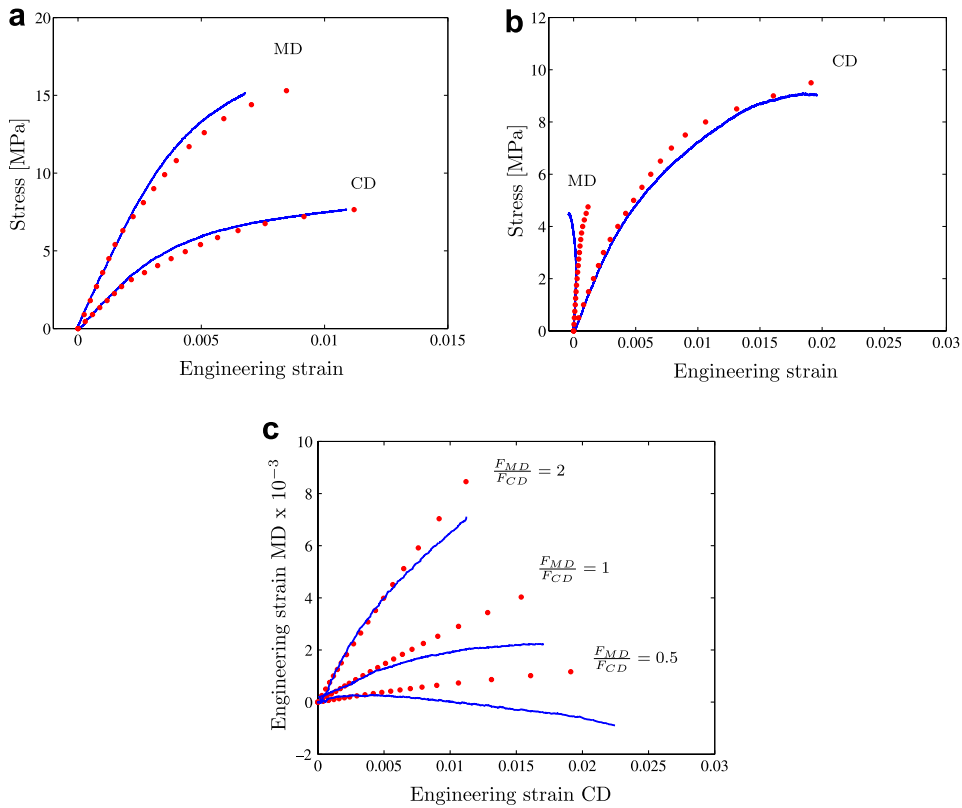 a
20
15
10
5
0
Stress [MPa]
MD
CD
0 0.005 0.01 0.015
Engineering strain
b
12
10
8
6
4
2
0
Stress [MPa]
CD
MD
0 0.005 0.01 0.015 0.02 0.025 0.03
Engineering strain
c
10
8
6
4
2
0
−2
Engineering strain MD x 10⁻³
F_MD/F_CD = 2
F_MD/F_CD = 1
F_MD/F_CD = 0.5
0 0.005 0.01 0.015 0.02 0.025 0.03
Engineering strain CD